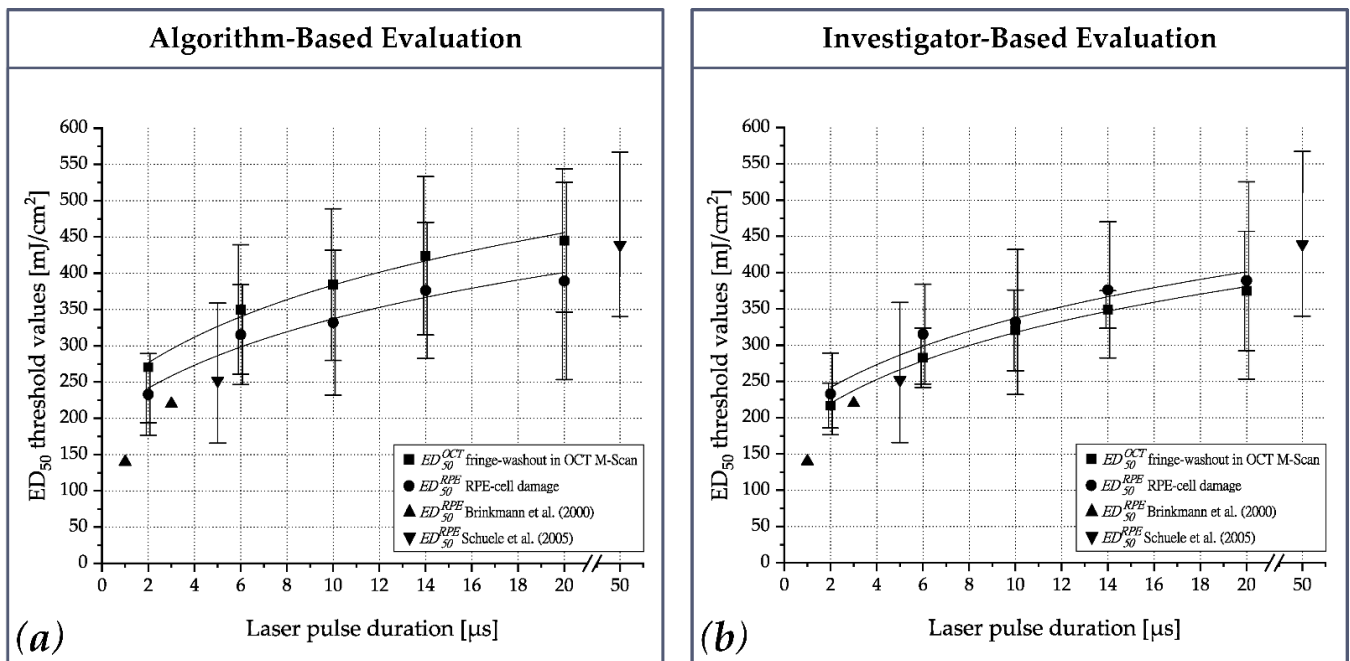 Algorithm-Based Evaluation
600
550
500
450
400
350
300
250
200
150
100
50
0
ED50 threshold values [mJ/cm2]
ED50OCT fringe-washout in OCT M-Scan
ED50RPE RPE-cell damage
ED50RPE Brinkmann et al. (2000)
ED50RPE Schuele et al. (2005)
0 2 4 6 8 10 12 14 16 18 20 50
Laser pulse duration [µs]
(a)
Investigator-Based Evaluation
600
550
500
450
400
350
300
250
200
150
100
50
0
ED50 threshold values [mJ/cm2]
ED50OCT fringe-washout in OCT M-Scan
ED50RPE RPE-cell damage
ED50RPE Brinkmann et al. (2000)
ED50RPE Schuele et al. (2005)
0 2 4 6 8 10 12 14 16 18 20 50
Laser pulse duration [µs]
(b)